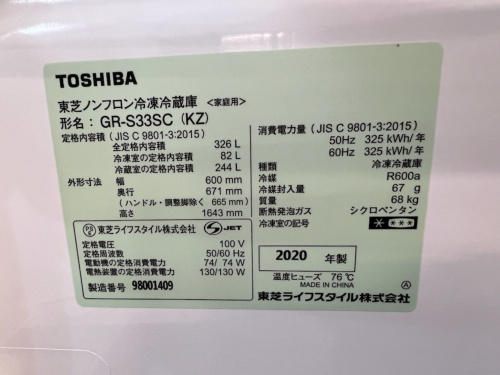 TOSHIBA
東芝ノンフロン冷凍冷蔵庫 <家庭用>
形名: GR-S33SC (KZ)
定格内容積 (JIS C 9801-3:2015)
全定格内容積 326 L
冷凍室の定格内容積 82 L
冷蔵室の定格内容積 244 L
外形寸法 幅 600 mm
奥行 671 mm
(ハンドル・調整脚除く 665 mm)
高さ 1643 mm
PS E 東芝ライフスタイル株式会社 S JET
定格電圧 100 V
定格周波数 50/60 Hz
電動機の定格消費電力 74/ 74 W
電熱装置の定格消費電力 130/130 W
製造番号 98001409
消費電力量 (JIS C 9801-3:2015)
50Hz 325 kWh/年
60Hz 325 kWh/年
種類 冷凍冷蔵庫
冷媒 R600a
冷媒封入量 67 g
質量 68 kg
断熱発泡ガス シクロペンタン
冷凍室の記号
2020 年製
温度ヒューズ 76℃
MADE IN CHINA
東芝ライフスタイル株式会社
A